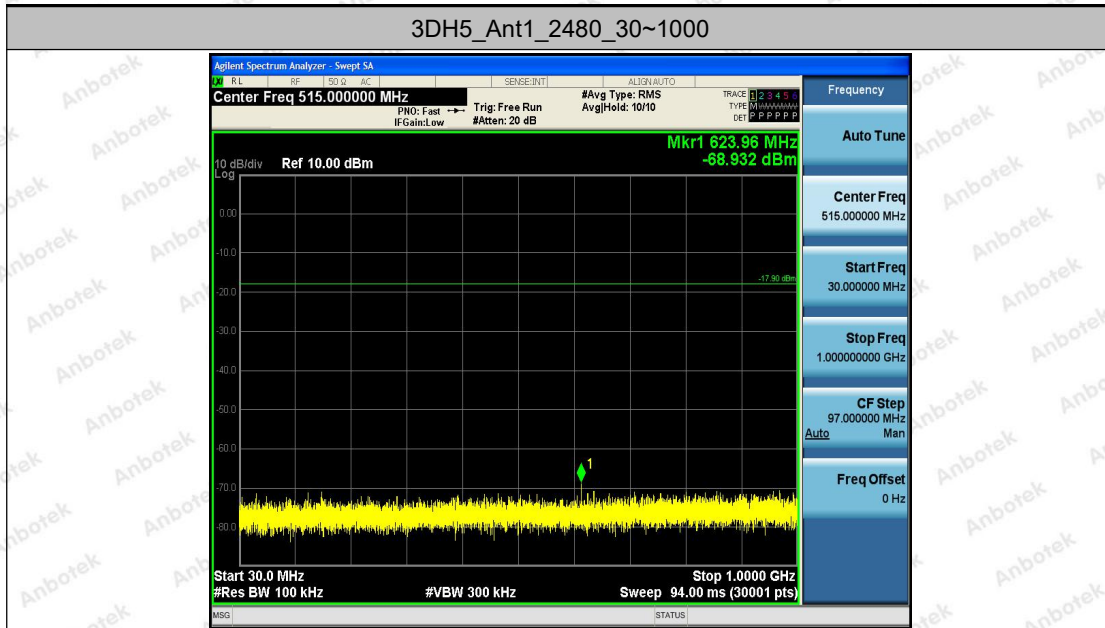 3DH5_Ant1_2480_30~1000
Agilent Spectrum Analyzer - Swept SA
RL RF 50 Ω AC SENSE:INT ALIGN AUTO
Center Freq 515.000000 MHz
PNO: Fast
IFGain:Low
Trig: Free Run
#Atten: 20 dB
#Avg Type: RMS
Avg|Hold: 10/10
TRACE 1 2 3 4 5 6
TYPE M
DET P P P P P P
Mkr1 623.96 MHz
-68.932 dBm
10 dB/div Ref 10.00 dBm
Log
0.00
-10.0
-17.90 dBm
-20.0
-30.0
-40.0
-50.0
-60.0
1
-70.0
-80.0
Start 30.0 MHz Stop 1.0000 GHz
#Res BW 100 kHz #VBW 300 kHz Sweep 94.00 ms (30001 pts)
MSG STATUS
Frequency
Auto Tune
Center Freq
515.000000 MHz
Start Freq
30.000000 MHz
Stop Freq
1.000000000 GHz
CF Step
97.000000 MHz
Auto Man
Freq Offset
0 Hz
Anbotek